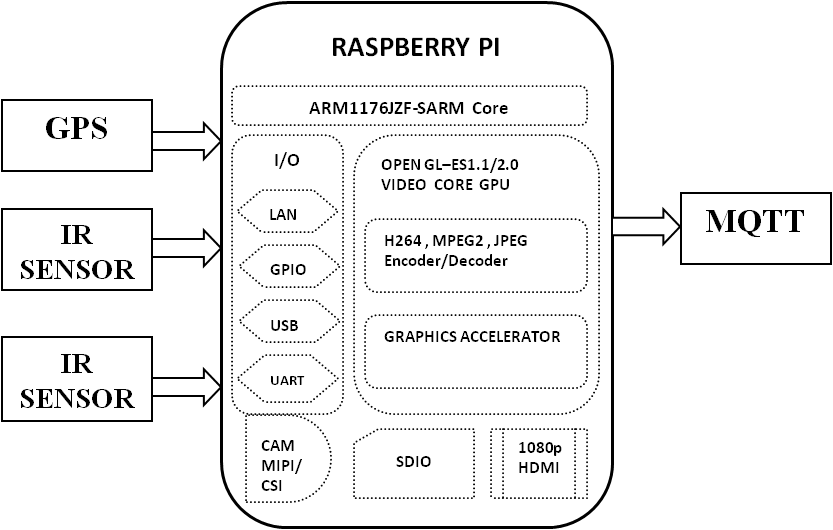 RASPBERRY PI
ARM1176JZF-SARM Core
GPS
IR
SENSOR
IR
SENSOR
I/O
LAN
GPIO
USB
UART
OPEN GL–ES1.1/2.0
VIDEO CORE GPU
H264 , MPEG2 , JPEG
Encoder/Decoder
GRAPHICS ACCELERATOR
CAM
MIPI/
CSI
SDIO
1080p
HDMI
MQTT